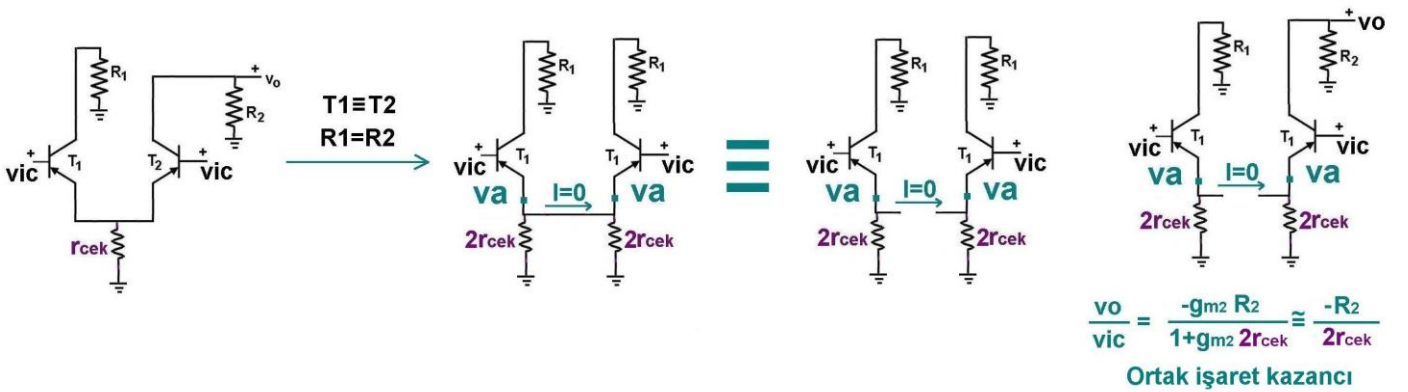 R1
+
vo
R2
+
vic
T1
T2
+
vic
rcek
T1≡T2
R1=R2
R1
R1
+
vic
T1
T1
+
vic
va
I=0
va
2rcek
2rcek
≡
R1
R1
+
vic
T1
T1
+
vic
va
I=0
va
2rcek
2rcek
+
vo
R1
R2
+
vic
T1
T1
+
vic
va
I=0
va
2rcek
2rcek
vo/vic = -gm2 R2/1+gm2 2rcek ≅ -R2/2rcek
Ortak işaret kazancı